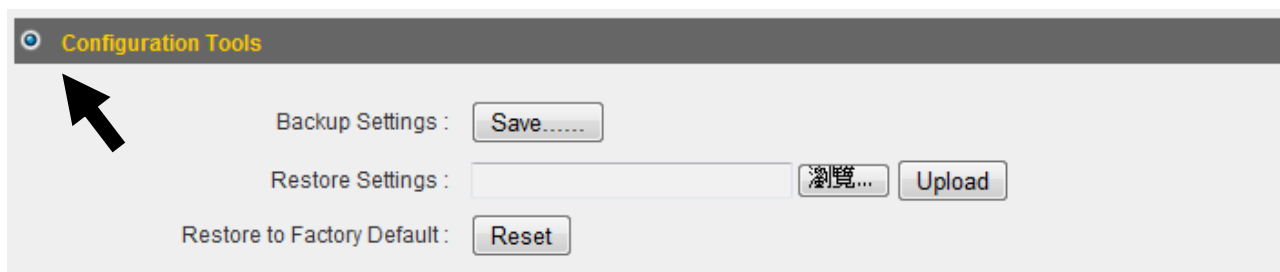 Configuration Tools
Backup Settings : Save......
Restore Settings : 瀏覽... Upload
Restore to Factory Default : Reset